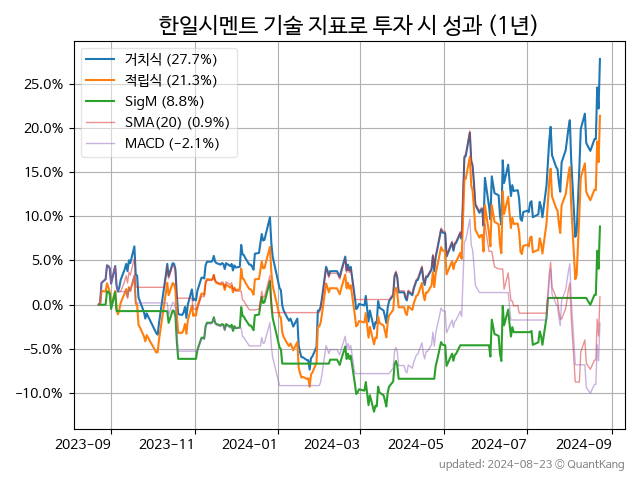 한일시멘트 기술 지표로 투자 시 성과 (1년)
거치식 (27.7%)
적립식 (21.3%)
SigM (8.8%)
SMA(20) (0.9%)
MACD (−2.1%)
25.0%
20.0%
15.0%
10.0%
5.0%
0.0%
−5.0%
−10.0%
2023-09 2023-11 2024-01 2024-03 2024-05 2024-07 2024-09
updated: 2024-08-23 © QuantKang